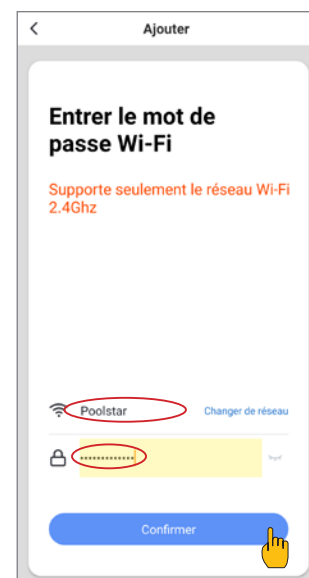 Ajouter
Entrer le mot de
passe Wi-Fi
Supporte seulement le réseau Wi-Fi
2.4Ghz
Poolstar Changer de réseau
•••••••••••••
Confirmer